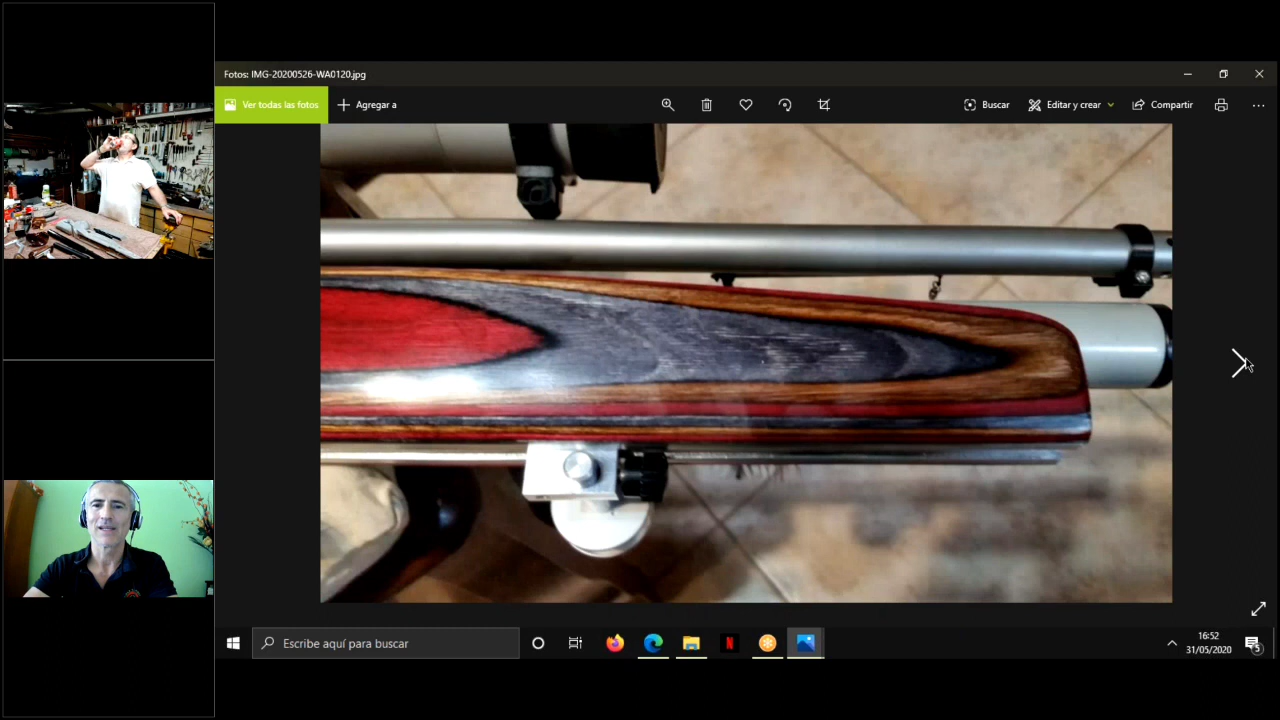 Fotos: IMG-20200526-WA0120.jpg
Ver todas las fotos
Agregar a
Buscar
Editar y crear
Compartir
Escribe aquí para buscar
N
16:52
31/05/2020
5